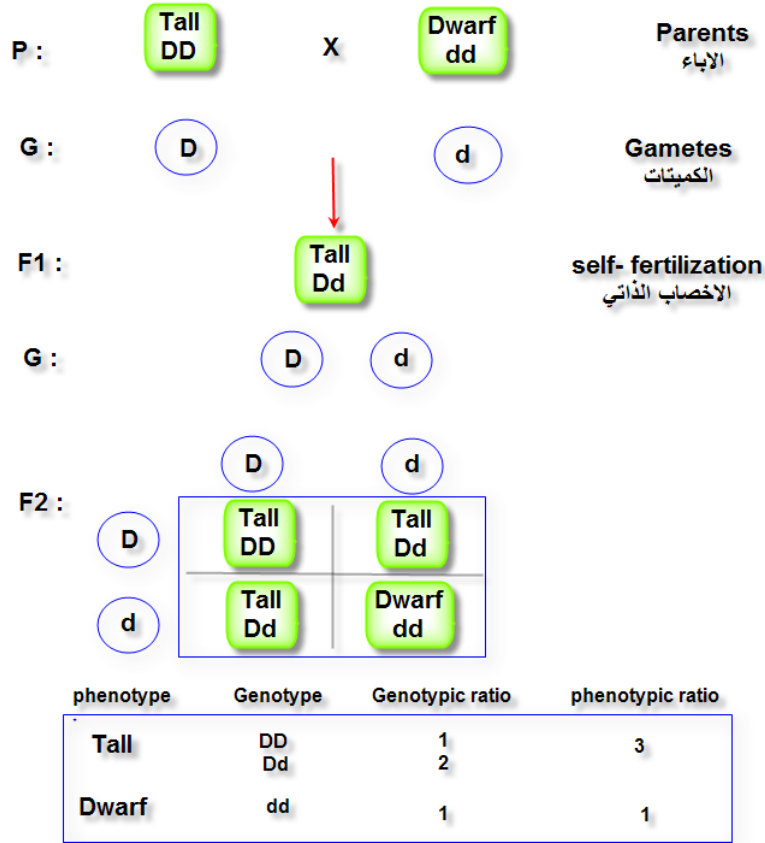 Tall
DD
P :
X
Dwarf
dd
Parents
الاباء
G :
D
d
Gametes
الكميتات
F1 :
Tall
Dd
self- fertilization
الاخصاب الذاتي
G :
D
d
D
d
F2 :
D
Tall
DD
Tall
Dd
d
Tall
Dd
Dwarf
dd
phenotype Genotype Genotypic ratio phenotypic ratio
Tall DD 1 3
Dd 2
Dwarf dd 1 1